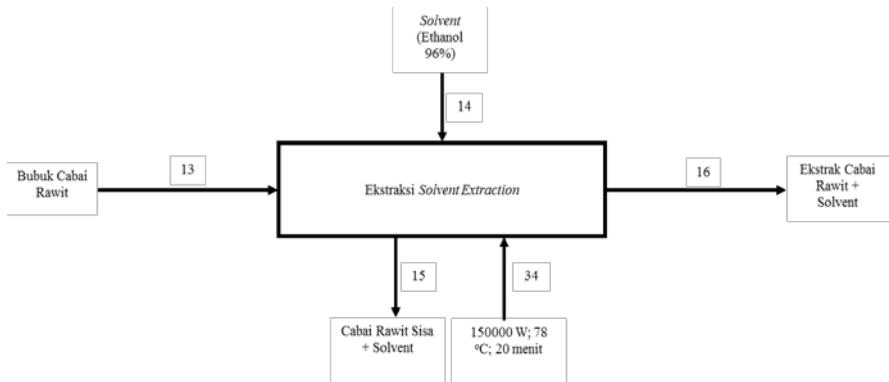 Solvent
(Ethanol
96%)
14
Bubuk Cabai
Rawit
13
Ekstraksi Solvent Extraction
16
Ekstrak Cabai
Rawit +
Solvent
15
34
Cabai Rawit Sisa
+ Solvent
150000 W; 78
⁰C; 20 menit